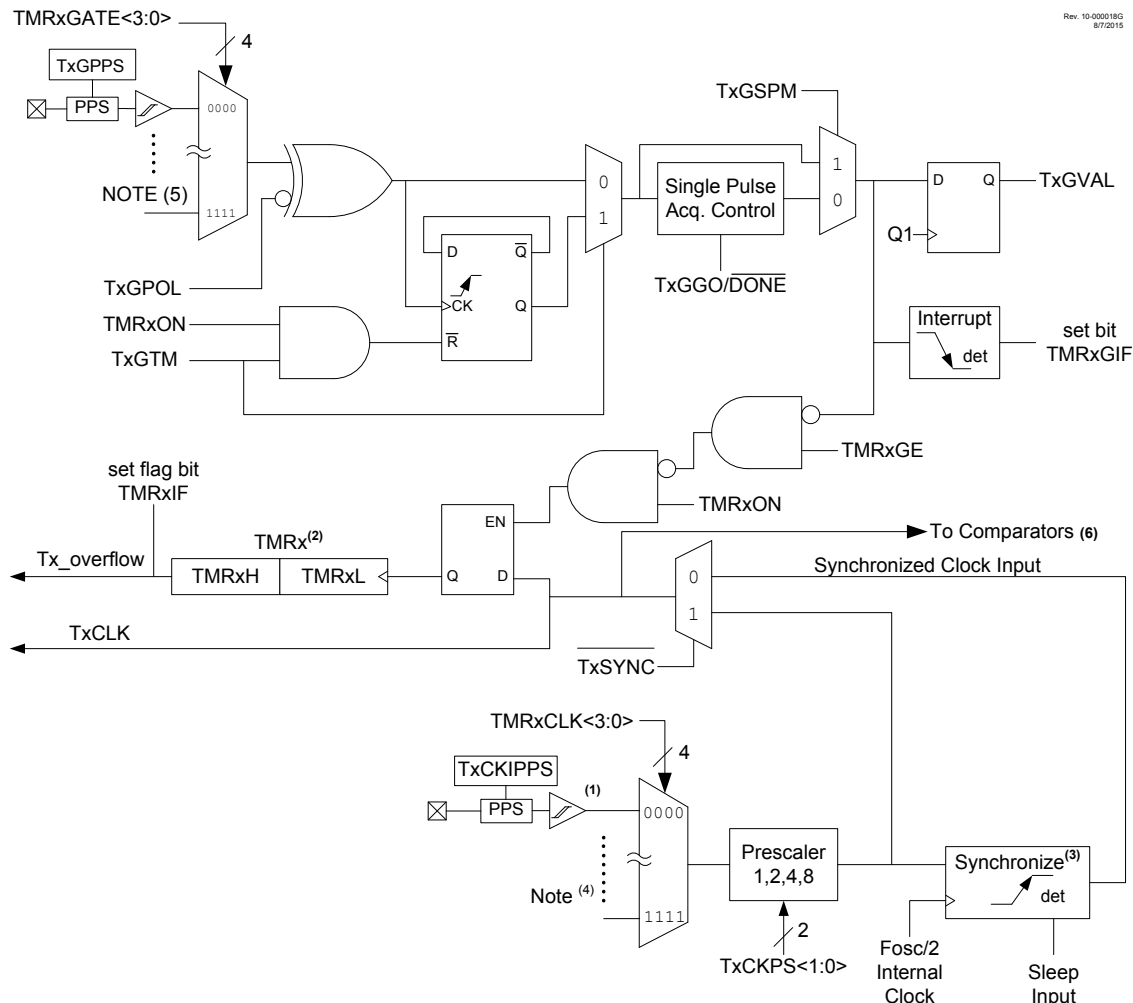 Rev. 10-000018G
8/7/2015
TMRxGATE<3:0>
4
TxGPPS
PPS
0000
NOTE (5)
1111
TxGPOL
TMRxON
TxGTM
D
Q
CK
Q
R
0
1
Single Pulse
Acq. Control
TxGGO/DONE
TxGSPM
1
0
D
Q
Q1
TxGVAL
Interrupt
det
set bit
TMRxGIF
TMRxGE
TMRxON
set flag bit
TMRxIF
Tx_overflow
TMRx(2)
TMRxH
TMRxL
EN
Q
D
To Comparators (6)
Synchronized Clock Input
0
1
TxCLK
TxSYNC
TMRxCLK<3:0>
4
TxCKIPPS
PPS
(1)
0000
Note (4)
1111
Prescaler
1,2,4,8
2
TxCKPS<1:0>
Synchronize(3)
det
Fosc/2
Internal
Clock
Sleep
Input